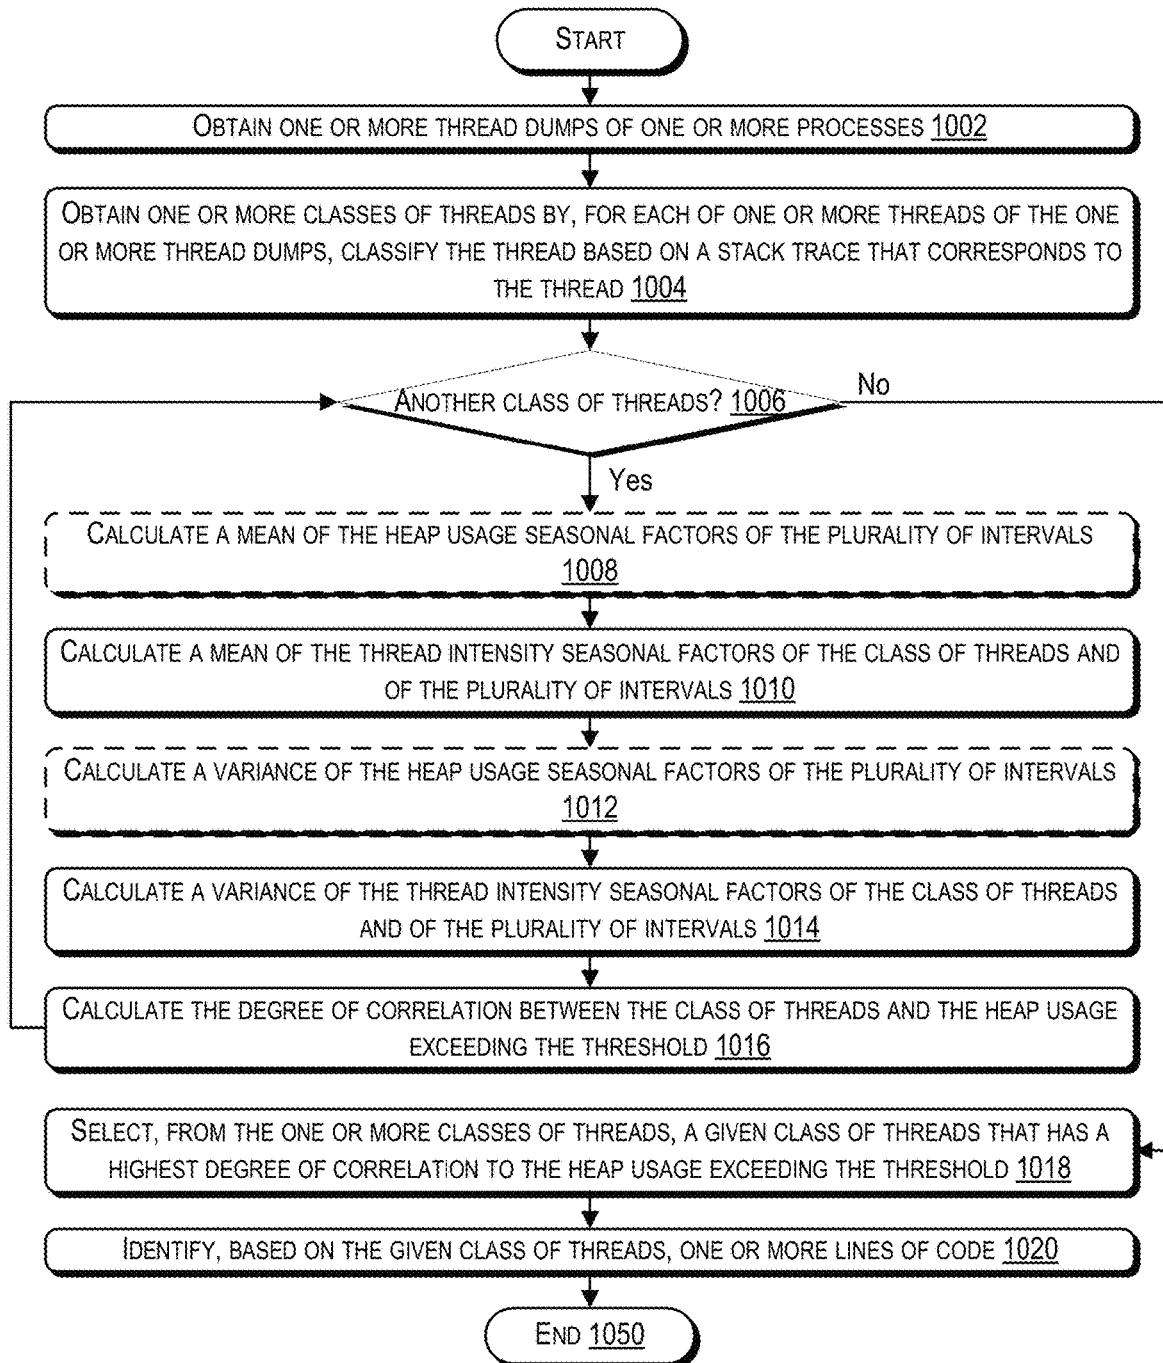 START
OBTAIN ONE OR MORE THREAD DUMPS OF ONE OR MORE PROCESSES 1002
OBTAIN ONE OR MORE CLASSES OF THREADS BY, FOR EACH OF ONE OR MORE THREADS OF THE ONE
OR MORE THREAD DUMPS, CLASSIFY THE THREAD BASED ON A STACK TRACE THAT CORRESPONDS TO
THE THREAD 1004
ANOTHER CLASS OF THREADS? 1006
No
Yes
CALCULATE A MEAN OF THE HEAP USAGE SEASONAL FACTORS OF THE PLURALITY OF INTERVALS
1008
CALCULATE A MEAN OF THE THREAD INTENSITY SEASONAL FACTORS OF THE CLASS OF THREADS AND
OF THE PLURALITY OF INTERVALS 1010
CALCULATE A VARIANCE OF THE HEAP USAGE SEASONAL FACTORS OF THE PLURALITY OF INTERVALS
1012
CALCULATE A VARIANCE OF THE THREAD INTENSITY SEASONAL FACTORS OF THE CLASS OF THREADS
AND OF THE PLURALITY OF INTERVALS 1014
CALCULATE THE DEGREE OF CORRELATION BETWEEN THE CLASS OF THREADS AND THE HEAP USAGE
EXCEEDING THE THRESHOLD 1016
SELECT, FROM THE ONE OR MORE CLASSES OF THREADS, A GIVEN CLASS OF THREADS THAT HAS A
HIGHEST DEGREE OF CORRELATION TO THE HEAP USAGE EXCEEDING THE THRESHOLD 1018
IDENTIFY, BASED ON THE GIVEN CLASS OF THREADS, ONE OR MORE LINES OF CODE 1020
END 1050